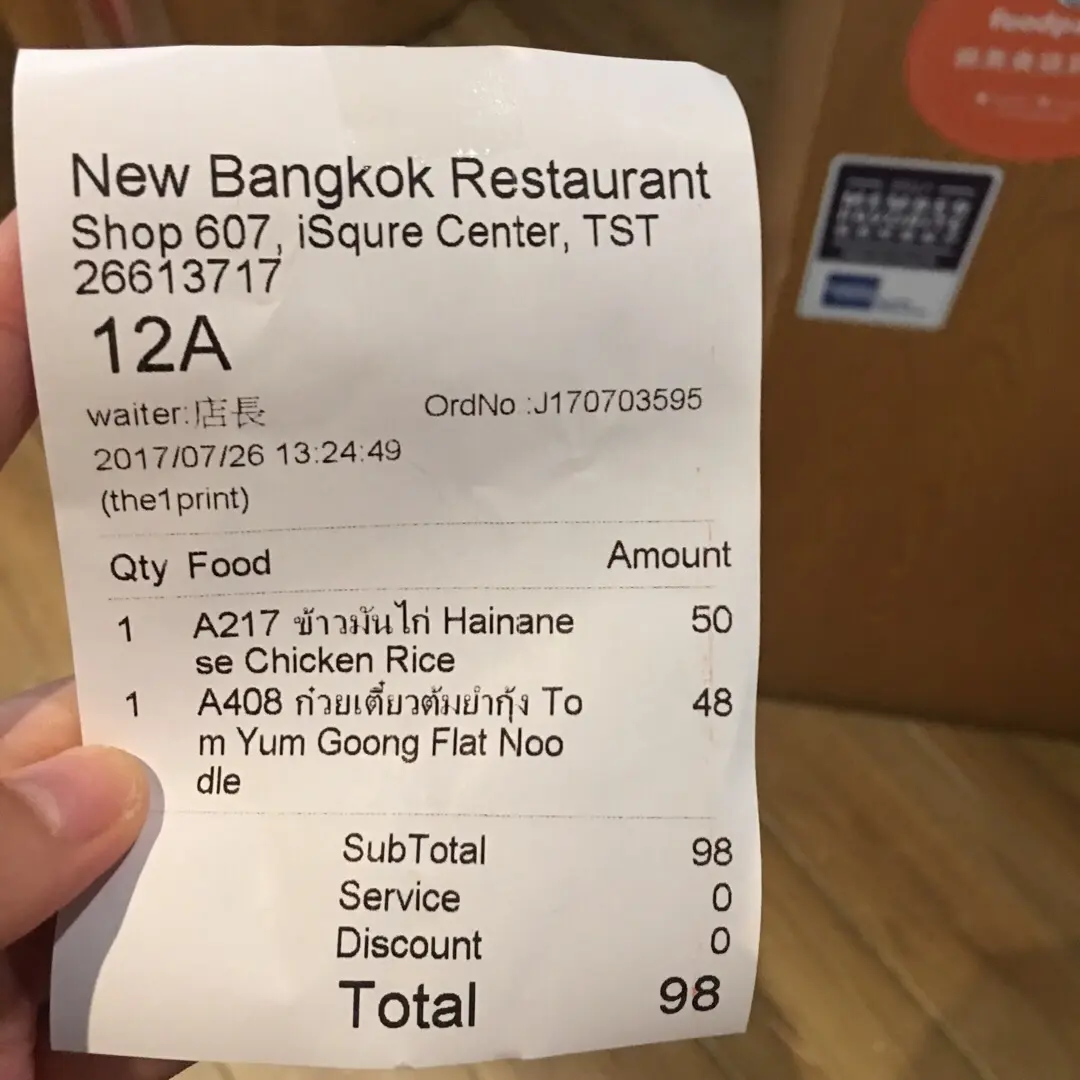 New Bangkok Restaurant
Shop 607, iSqure Center, TST
26613717
12A
waiter:店長 OrdNo :J170703595
2017/07/26 13:24:49
(the1print)
Qty Food Amount
1 A217 ข้าวมันไก่ Hainane 50
se Chicken Rice
1 A408 ก๋วยเตี๋ยวต้มยำกุ้ง To 48
m Yum Goong Flat Noo
dle
SubTotal 98
Service 0
Discount 0
Total 98